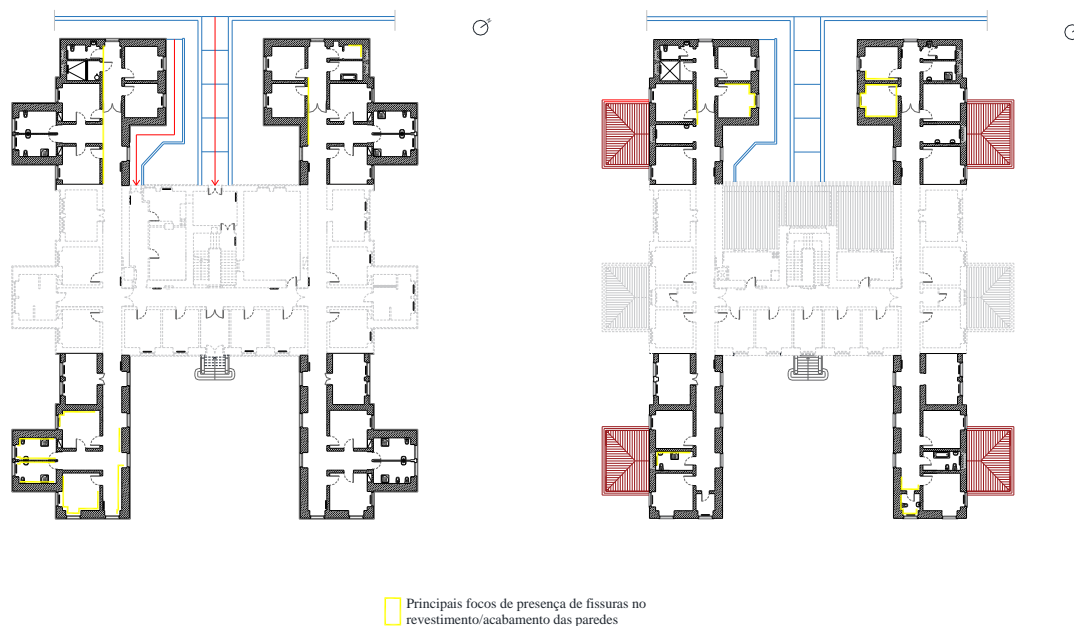 Principais focos de presença de fissuras no
revestimento/acabamento das paredes